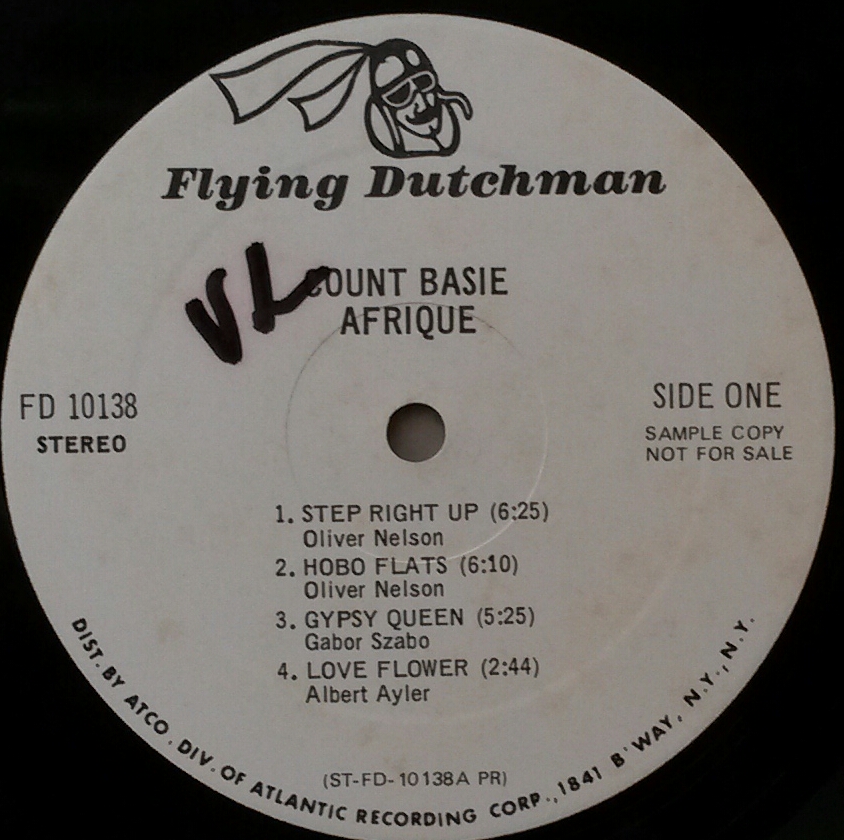 Flying Dutchman
VL
COUNT BASIE
AFRIQUE
FD 10138
STEREO
SIDE ONE
SAMPLE COPY
NOT FOR SALE
1. STEP RIGHT UP (6:25)
Oliver Nelson
2. HOBO FLATS (6:10)
Oliver Nelson
3. GYPSY QUEEN (5:25)
Gabor Szabo
4. LOVE FLOWER (2:44)
Albert Ayler
(ST-FD-10138A PR)
DIST. BY ATCO, DIV. OF ATLANTIC RECORDING CORP., 1841 B'WAY, N.Y., N.Y.